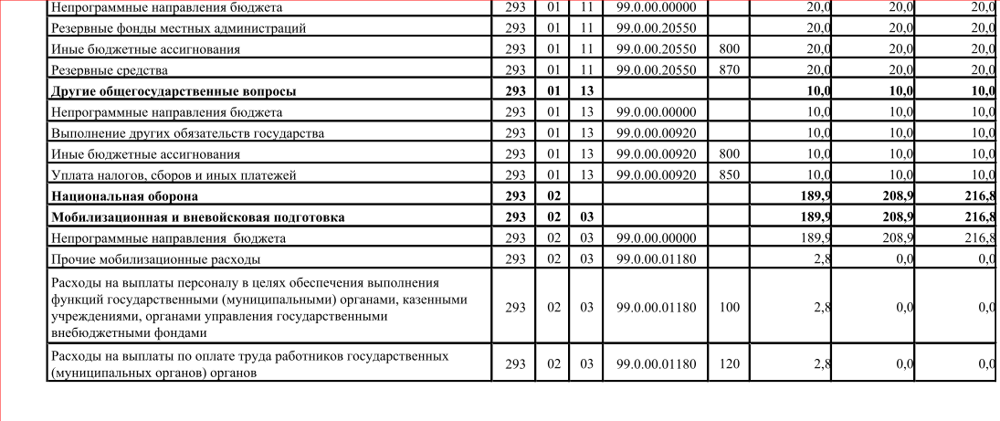 Непрограммные направления бюджета 293 01 11 99.0.00.00000 20,0 20,0 20,0
Резервные фонды местных администраций 293 01 11 99.0.00.20550 20,0 20,0 20,0
Иные бюджетные ассигнования 293 01 11 99.0.00.20550 800 20,0 20,0 20,0
Резервные средства 293 01 11 99.0.00.20550 870 20,0 20,0 20,0
Другие общегосударственные вопросы 293 01 13 10,0 10,0 10,0
Непрограммные направления бюджета 293 01 13 99.0.00.00000 10,0 10,0 10,0
Выполнение других обязательств государства 293 01 13 99.0.00.00920 10,0 10,0 10,0
Иные бюджетные ассигнования 293 01 13 99.0.00.00920 800 10,0 10,0 10,0
Уплата налогов, сборов и иных платежей 293 01 13 99.0.00.00920 850 10,0 10,0 10,0
Национальная оборона 293 02 189,9 208,9 216,8
Мобилизационная и вневойсковая подготовка 293 02 03 189,9 208,9 216,8
Непрограммные направления бюджета 293 02 03 99.0.00.00000 189,9 208,9 216,8
Прочие мобилизационные расходы 293 02 03 99.0.00.01180 2,8 0,0 0,0
Расходы на выплаты персоналу в целях обеспечения выполнения
функций государственными (муниципальными) органами, казенными
учреждениями, органами управления государственными
внебюджетными фондами 293 02 03 99.0.00.01180 100 2,8 0,0 0,0
Расходы на выплаты по оплате труда работников государственных
(муниципальных органов) органов 293 02 03 99.0.00.01180 120 2,8 0,0 0,0